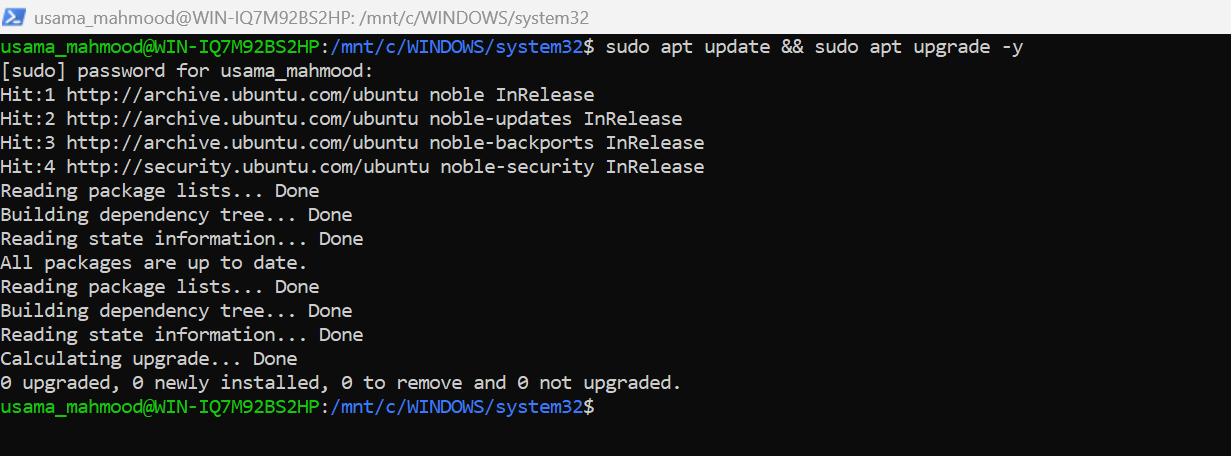 usama_mahmood@WIN-IQ7M92BS2HP: /mnt/c/WINDOWS/system32
usama_mahmood@WIN-IQ7M92BS2HP:/mnt/c/WINDOWS/system32$ sudo apt update && sudo apt upgrade -y
[sudo] password for usama_mahmood:
Hit:1 http://archive.ubuntu.com/ubuntu noble InRelease
Hit:2 http://archive.ubuntu.com/ubuntu noble-updates InRelease
Hit:3 http://archive.ubuntu.com/ubuntu noble-backports InRelease
Hit:4 http://security.ubuntu.com/ubuntu noble-security InRelease
Reading package lists... Done
Building dependency tree... Done
Reading state information... Done
All packages are up to date.
Reading package lists... Done
Building dependency tree... Done
Reading state information... Done
Calculating upgrade... Done
0 upgraded, 0 newly installed, 0 to remove and 0 not upgraded.
usama_mahmood@WIN-IQ7M92BS2HP:/mnt/c/WINDOWS/system32$